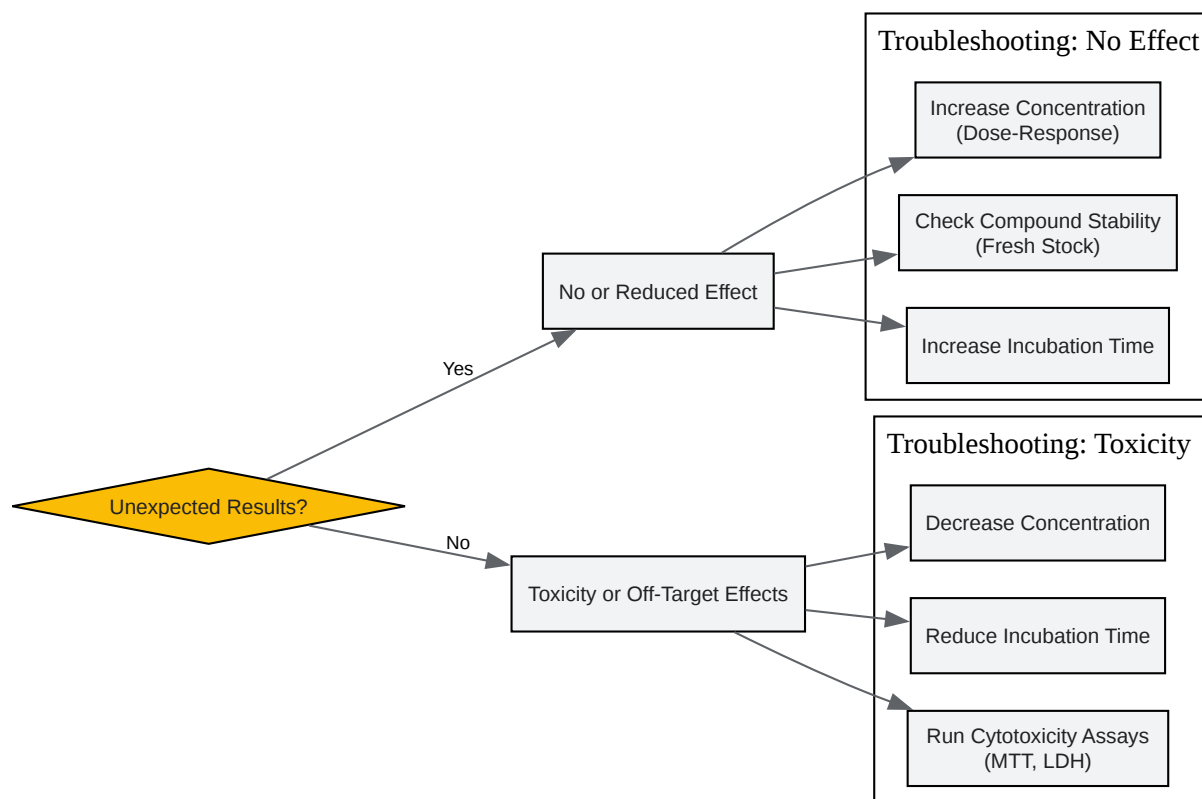 Troubleshooting: No Effect
Increase Concentration
(Dose-Response)
Check Compound Stability
(Fresh Stock)
No or Reduced Effect
Increase Incubation Time
Yes
Troubleshooting: Toxicity
Unexpected Results?
Decrease Concentration
No
Toxicity or Off-Target Effects
Reduce Incubation Time
Run Cytotoxicity Assays
(MTT, LDH)